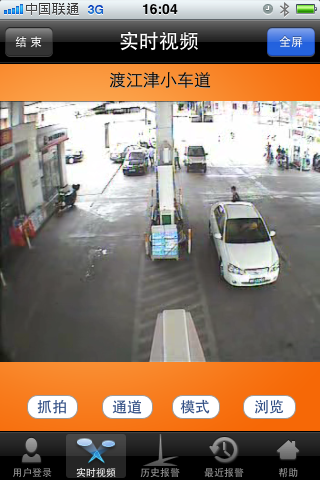 中国联通 3G 16:04
结 束 实时视频 全屏
渡江津小车道
抓拍 通道 模式 浏览
用户登录 实时视频 历史报警 最近报警 帮助